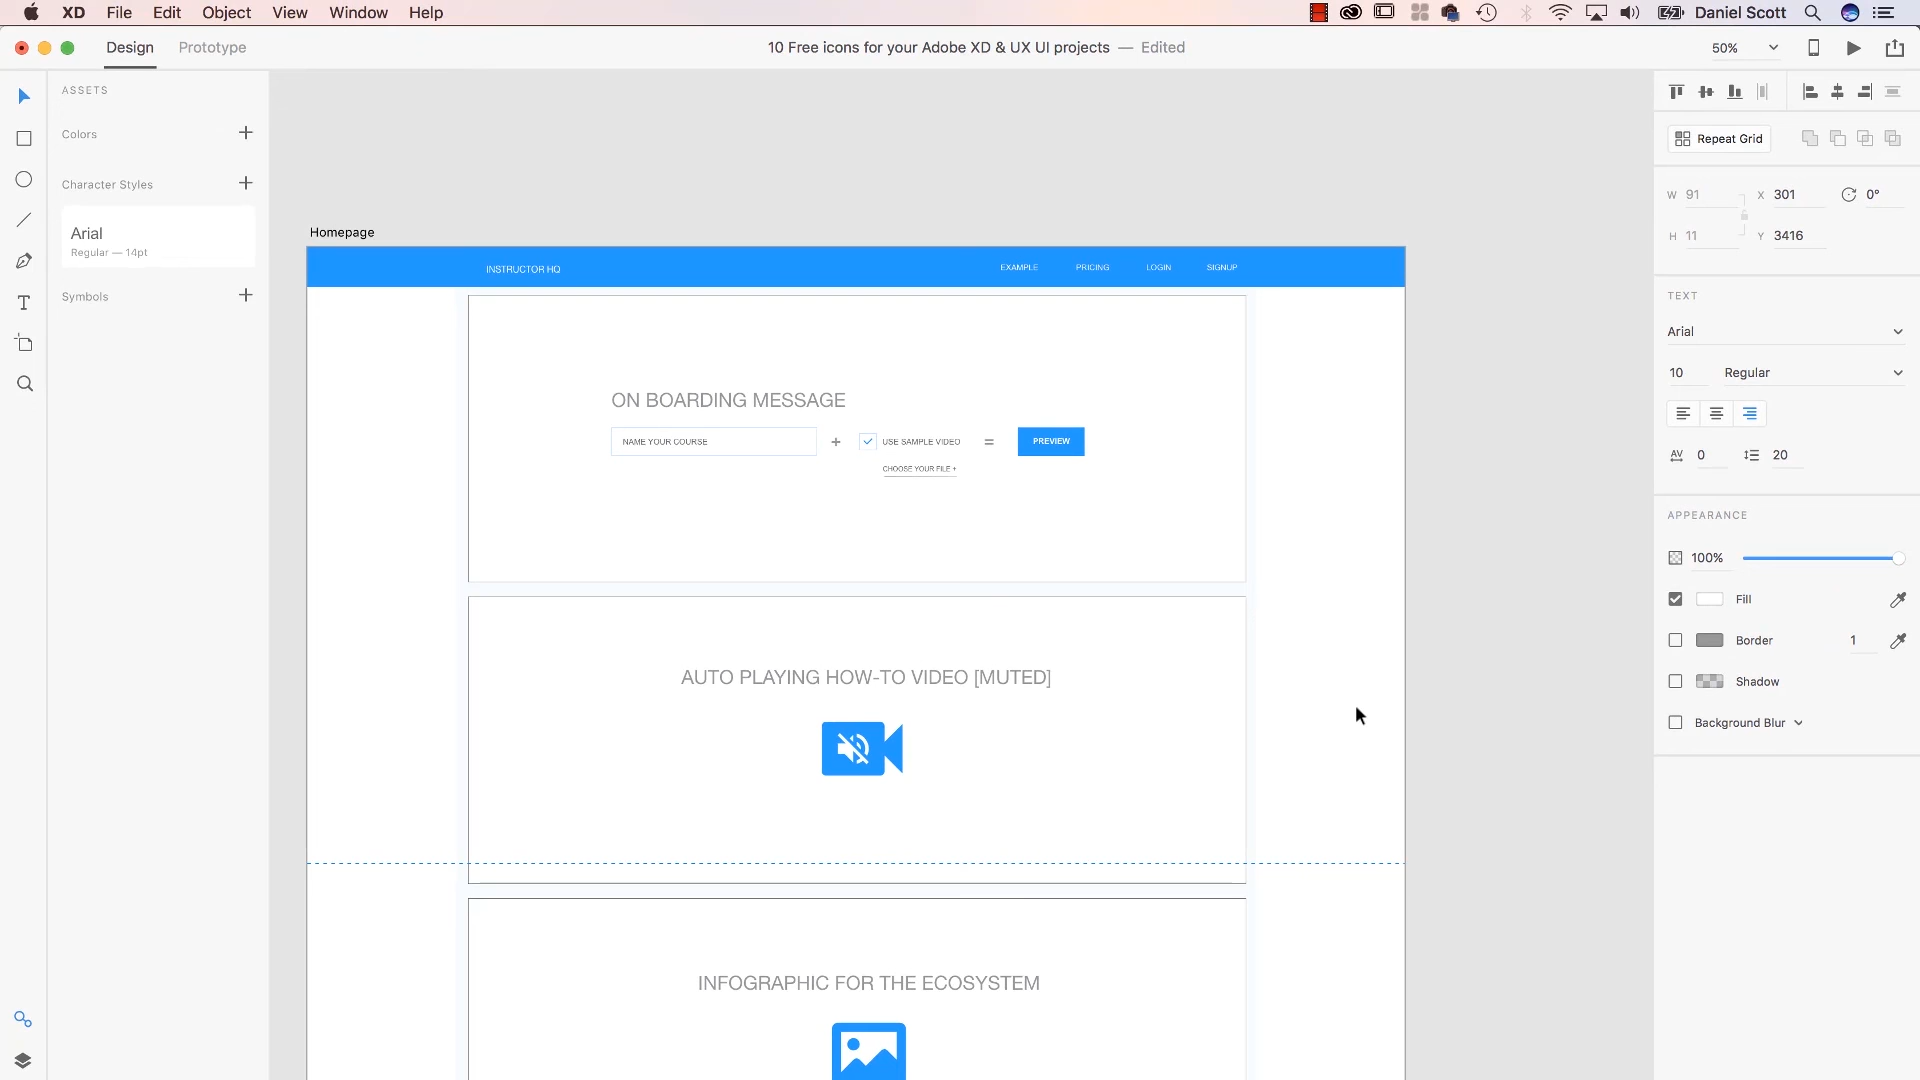 XD File Edit Object View Window Help
Daniel Scott
Design Prototype
10 Free icons for your Adobe XD & UX UI projects — Edited
50%
ASSETS
Colors
Character Styles
Arial
Regular — 14pt
Symbols
Homepage
INSTRUCTOR HQ
EXAMPLE PRICING LOGIN SIGNUP
ON BOARDING MESSAGE
NAME YOUR COURSE + USE SAMPLE VIDEO = PREVIEW
CHOOSE YOUR FILE +
AUTO PLAYING HOW-TO VIDEO [MUTED]
INFOGRAPHIC FOR THE ECOSYSTEM
Repeat Grid
W 91 X 301 0°
H 11 Y 3416
TEXT
Arial
10 Regular
AV 0 20
APPEARANCE
100%
Fill
Border 1
Shadow
Background Blur